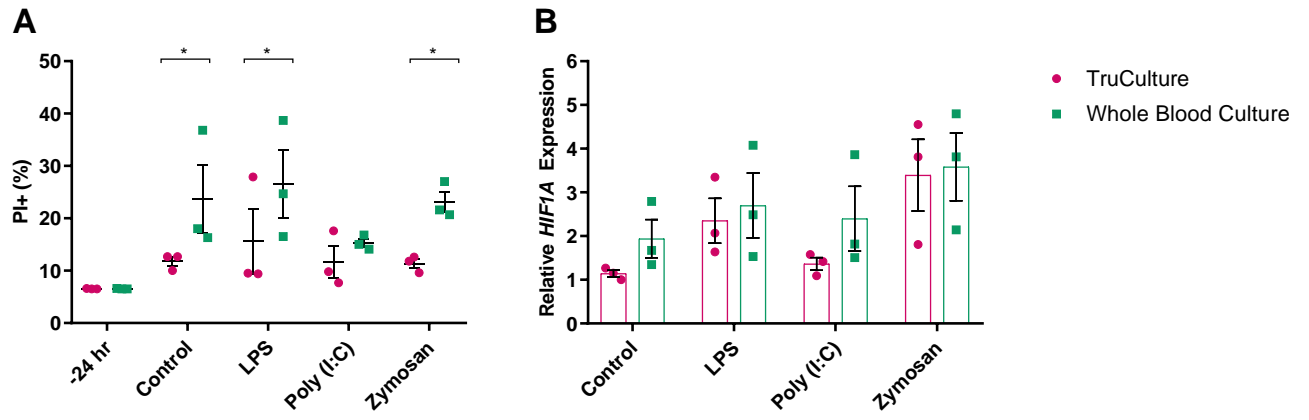 A
PI+ (%)
50
40
30
20
10
0
* * *
-24 hr
Control
LPS
Poly (I:C)
Zymosan
B
Relative HIF1A Expression
6
5
4
3
2
1
0
Control
LPS
Poly (I:C)
Zymosan
TruCulture
Whole Blood Culture